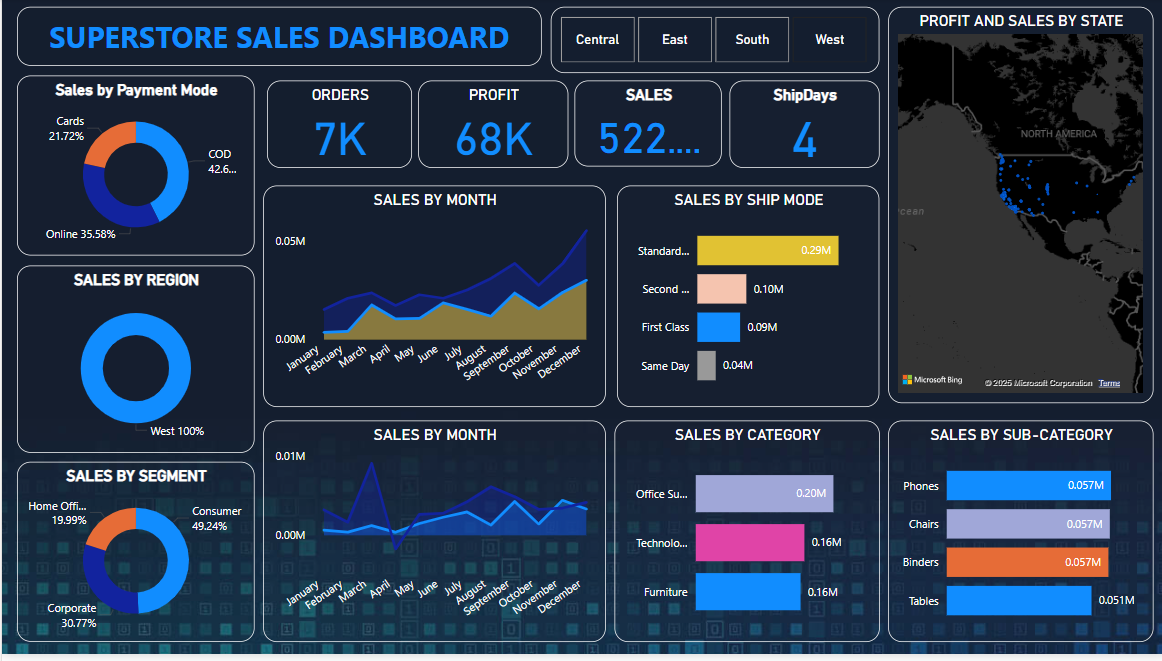 SUPERSTORE SALES DASHBOARD
Central
East
South
West
PROFIT AND SALES BY STATE
NORTH AMERICA
cean
Microsoft Bing
© 2025 Microsoft Corporation Terms
Sales by Payment Mode
Cards
21.72%
COD
42.6...
Online 35.58%
ORDERS
7K
PROFIT
68K
SALES
522....
ShipDays
4
SALES BY REGION
West 100%
SALES BY MONTH
0.05M
0.00M
January
February
March
April
May
June
July
August
September
October
November
December
SALES BY SHIP MODE
Standard...
0.29M
Second ...
0.10M
First Class
0.09M
Same Day
0.04M
SALES BY SEGMENT
Home Offi...
19.99%
Consumer
49.24%
Corporate
30.77%
SALES BY MONTH
0.01M
0.00M
January
February
March
April
May
June
July
August
September
October
November
December
SALES BY CATEGORY
Office Su...
0.20M
Technolo...
0.16M
Furniture
0.16M
SALES BY SUB-CATEGORY
Phones
0.057M
Chairs
0.057M
Binders
0.057M
Tables
0.051M